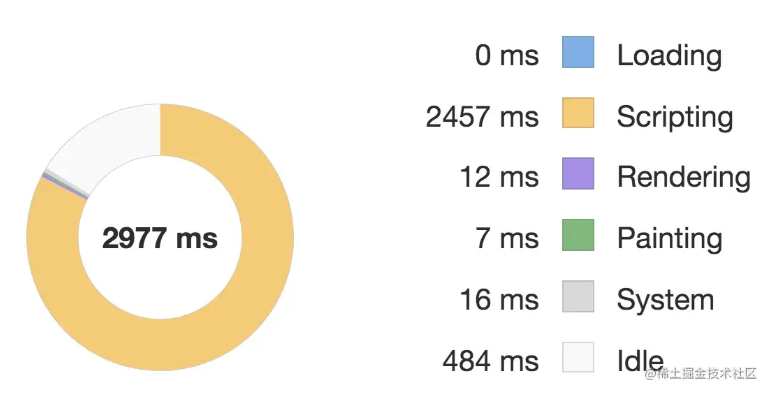 0 ms Loading
2457 ms Scripting
12 ms Rendering
2977 ms
7 ms Painting
16 ms System
484 ms Idle
@稀土掘金技术社区